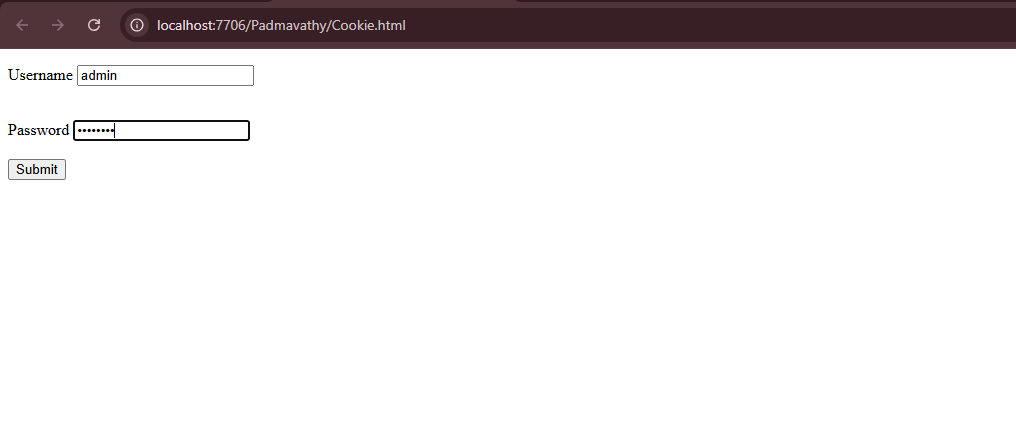 localhost:7706/Padmavathy/Cookie.html
Username admin
Password ••••••••
Submit